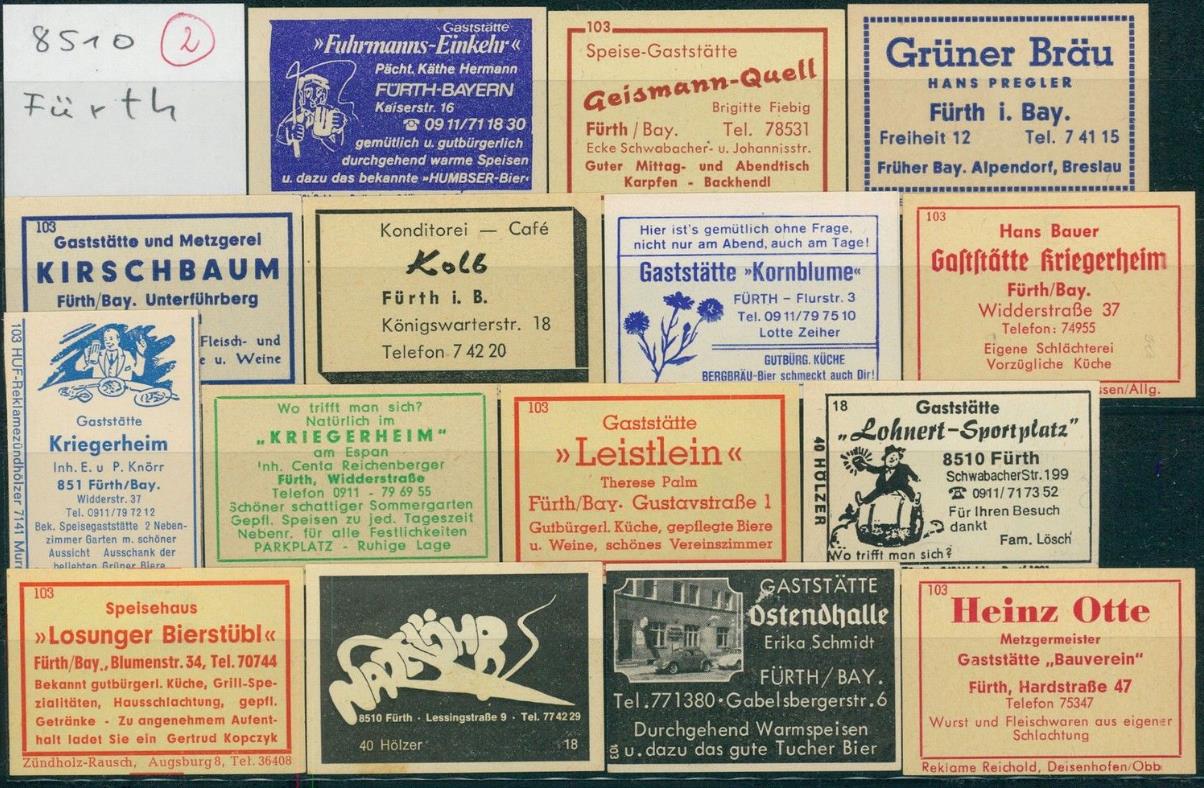 8510 2
Fürth
Gaststätte
»Fuhrmanns-Einkehr«
Pächt. Käthe Hermann
FÜRTH-BAYERN
Kaiserstr. 16
☎ 09 11/71 18 30
gemütlich u. gutbürgerlich
durchgehend warme Speisen
u. dazu das bekannte »HUMBSER-Bier«
103
Speise-Gaststätte
Geismann-Quell
Brigitte Fiebig
Fürth / Bay. Tel. 78531
Ecke Schwabacher- u. Johannisstr.
Guter Mittag- und Abendtisch
Karpfen - Backhendl
Grüner Bräu
HANS PREGLER
Fürth i. Bay.
Freiheit 12 Tel. 7 41 15
Früher Bay. Alpendorf, Breslau
103
Gaststätte und Metzgerei
KIRSCHBAUM
Fürth/Bay. Unterführberg
Fleisch- und
e u. Weine
Konditorei — Café
Kolb
Fürth i. B.
Königswarterstr. 18
Telefon 7 42 20
Hier ist's gemütlich ohne Frage,
nicht nur am Abend, auch am Tage!
Gaststätte »Kornblume«
FÜRTH – Flurstr. 3
Tel. 09 11/79 75 10
Lotte Zeiher
GUTBÜRG. KÜCHE
BERGBRÄU-Bier schmeckt auch Dir!
103
Hans Bauer
Gaststätte Kriegerheim
Fürth/Bay.
Widderstraße 37
Telefon: 74955
Eigene Schlächterei
Vorzügliche Küche
ssen/Allg.
103 HUF-Reklamezündhölzer 7141 Murr
Gaststätte
Kriegerheim
Inh. E. u P. Knörr
851 Fürth/Bay.
Widderstr. 37
Tel. 0911/79 72 12
Bek. Speisegaststätte 2 Neben-
zimmer Garten m. schöner
Aussicht Ausschank der
beliebten Grüner Biere
Wo trifft man sich?
Natürlich im
„KRIEGERHEIM"
am Espan
Inh. Centa Reichenberger
Fürth, Widderstraße
Telefon 0911 - 79 69 55
Schöner schattiger Sommergarten
Gepfl. Speisen zu jed. Tageszeit
Nebenr. für alle Festlichkeiten
PARKPLATZ - Ruhige Lage
103
Gaststätte
»Leistlein«
Therese Palm
Fürth/Bay. Gustavstraße 1
Gutbürgerl. Küche, gepflegte Biere
u. Weine, schönes Vereinszimmer
18
40 HÖLZER
Gaststätte
„Lohnert-Sportplatz"
8510 Fürth
Schwabacher Str. 199
☎ 0911/71 73 52
Für Ihren Besuch
dankt
Fam. Lösch
Wo trifft man sich?
103
Speisehaus
»Losunger Bierstübl«
Fürth/Bay., Blumenstr. 34, Tel. 70744
Bekannt gutbürgerl. Küche, Grill-Spe-
zialitäten, Hausschlachtung, gepfl.
Getränke - Zu angenehmem Aufent-
halt ladet Sie ein Gertrud Kopczyk
Zündholz-Rausch, Augsburg 8, Tel. 36408
NADELÖHR
8510 Fürth · Lessingstraße 9 · Tel. 77 42 29
40 Hölzer 18
GASTSTÄTTE
Ostendhalle
Erika Schmidt
FÜRTH/BAY.
Tel. 771380 · Gabelsbergerstr. 6
Durchgehend Warmspeisen
u. dazu das gute Tucher Bier
103
103
Heinz Otte
Metzgermeister
Gaststätte „Bauverein"
Fürth, Hardstraße 47
Telefon 75347
Wurst und Fleischwaren aus eigener
Schlachtung
Reklame Reichold, Deisenhofen/Obb